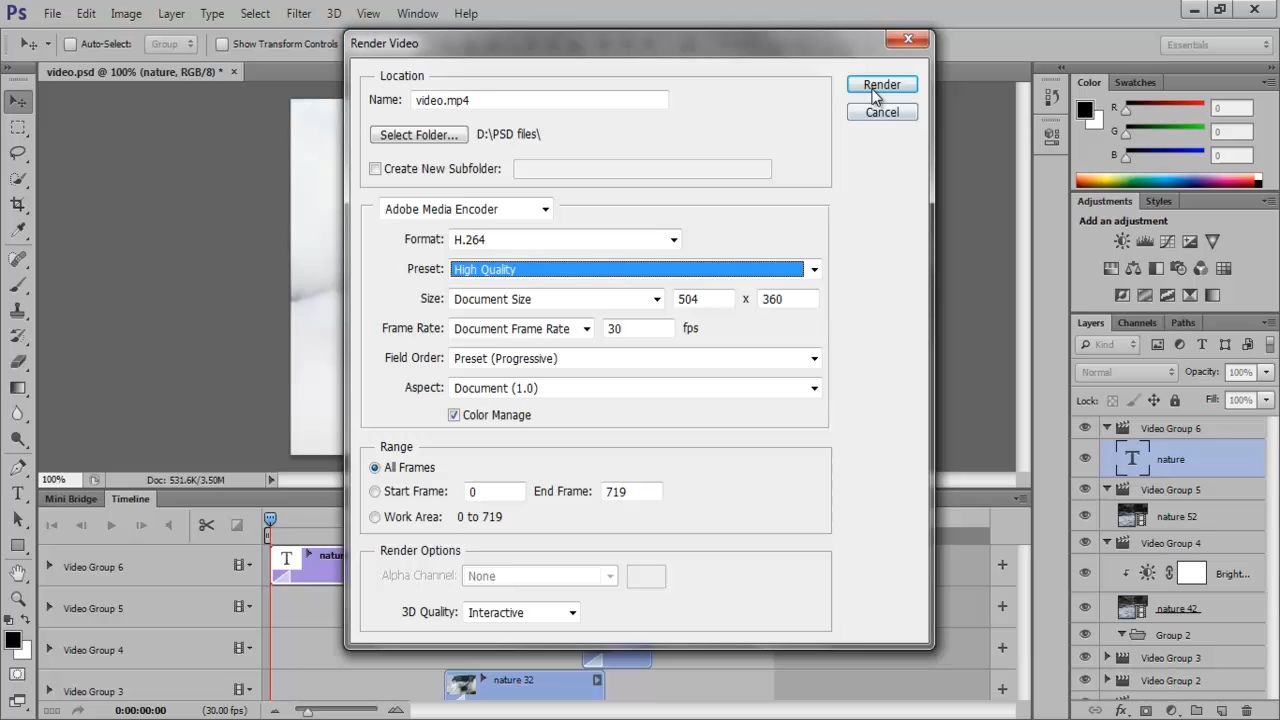 Ps File Edit Image Layer Type Select Filter 3D View Window Help
Auto-Select: Group Show Transform Controls Essentials
video.psd @ 100% (nature, RGB/8) * ×
Render Video
Location
Name: video.mp4
Select Folder... D:\PSD files\
Create New Subfolder:
Render
Cancel
Adobe Media Encoder
Format: H.264
Preset: High Quality
Size: Document Size 504 x 360
Frame Rate: Document Frame Rate 30 fps
Field Order: Preset (Progressive)
Aspect: Document (1.0)
Color Manage
Range
All Frames
Start Frame: 0 End Frame: 719
Work Area: 0 to 719
Render Options
Alpha Channel: None
3D Quality: Interactive
Color Swatches
R 0
G 0
B 0
Adjustments Styles
Add an adjustment
Layers Channels Paths
Kind
Normal Opacity: 100%
Lock: Fill: 100%
Video Group 6
T nature
Video Group 5
nature 52
Video Group 4
Bright...
nature 42
Group 2
Video Group 3
Video Group 2
100% Doc: 531.6K/3.50M
Mini Bridge Timeline
Video Group 6 T natu
Video Group 5
Video Group 4
Video Group 3 nature 32
0:00:00:00 (30.00 fps)